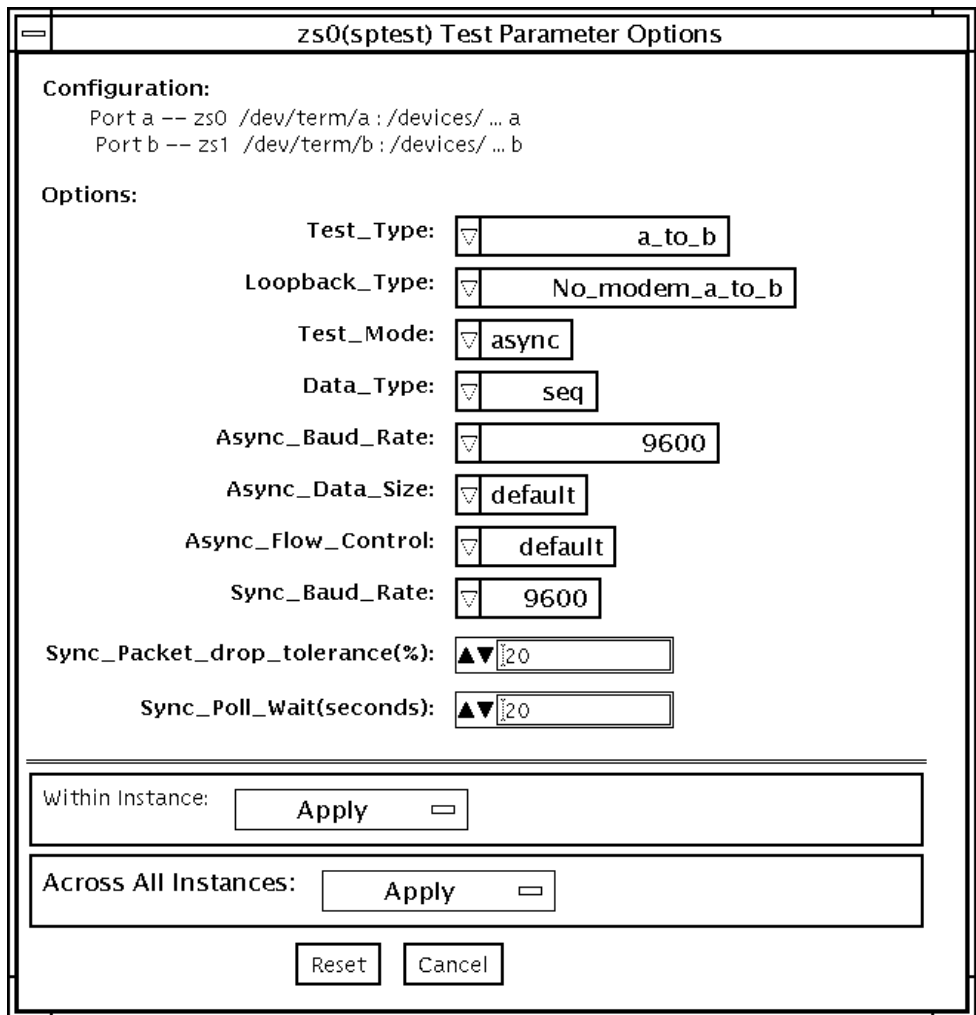 zs0(sptest) Test Parameter Options
Configuration:
Port a -- zs0 /dev/term/a : /devices/ ... a
Port b -- zs1 /dev/term/b : /devices/ ... b
Options:
Test_Type: a_to_b
Loopback_Type: No_modem_a_to_b
Test_Mode: async
Data_Type: seq
Async_Baud_Rate: 9600
Async_Data_Size: default
Async_Flow_Control: default
Sync_Baud_Rate: 9600
Sync_Packet_drop_tolerance(%): 20
Sync_Poll_Wait(seconds): 20
Within Instance: Apply
Across All Instances: Apply
Reset Cancel